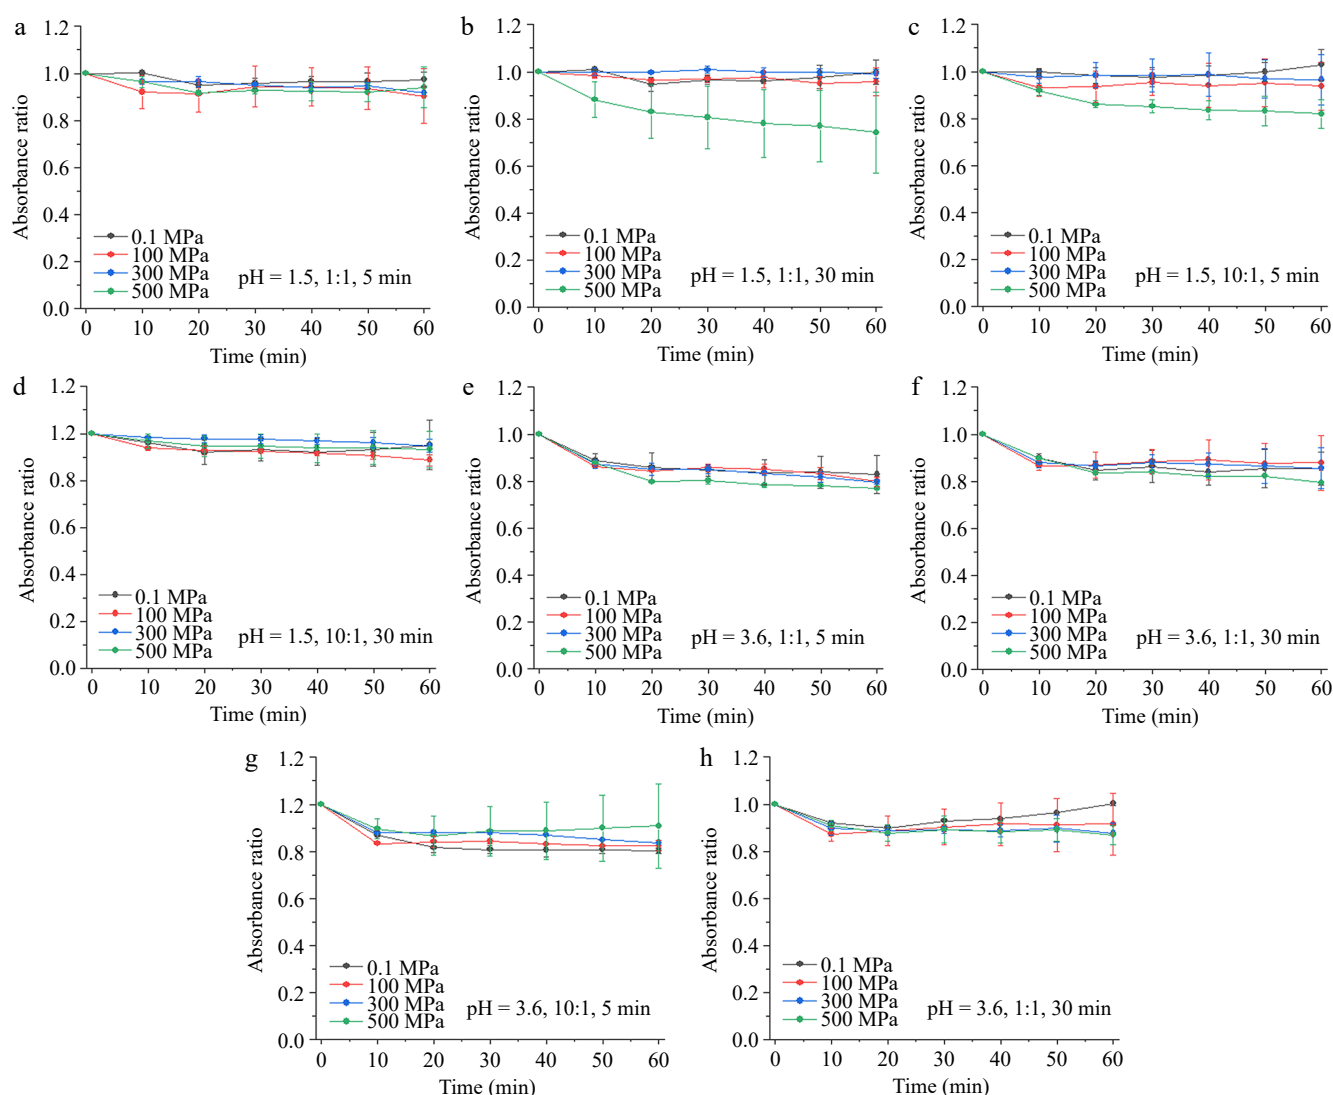 a
1.2
1.0
0.8
0.6
0.4
0.2
0.0
Absorbance ratio
0.1 MPa
100 MPa
300 MPa
500 MPa
pH = 1.5, 1:1, 5 min
0 10 20 30 40 50 60
Time (min)
b
1.2
1.0
0.8
0.6
0.4
0.2
0.0
Absorbance ratio
0.1 MPa
100 MPa
300 MPa
500 MPa
pH = 1.5, 1:1, 30 min
0 10 20 30 40 50 60
Time (min)
c
1.2
1.0
0.8
0.6
0.4
0.2
0.0
Absorbance ratio
0.1 MPa
100 MPa
300 MPa
500 MPa
pH = 1.5, 10:1, 5 min
0 10 20 30 40 50 60
Time (min)
d
1.2
1.2
0.8
0.6
0.4
0.2
0.0
Absorbance ratio
0.1 MPa
100 MPa
300 MPa
500 MPa
pH = 1.5, 10:1, 30 min
0 10 20 30 40 50 60
Time (min)
e
1.2
1.0
0.8
0.6
0.4
0.2
0.0
Absorbance ratio
0.1 MPa
100 MPa
300 MPa
500 MPa
pH = 3.6, 1:1, 5 min
0 10 20 30 40 50 60
Time (min)
f
1.2
1.0
0.8
0.6
0.4
0.2
0.0
Absorbance ratio
0.1 MPa
100 MPa
300 MPa
500 MPa
pH = 3.6, 1:1, 30 min
0 10 20 30 40 50 60
Time (min)
g
1.2
1.2
0.8
0.6
0.4
0.2
0.0
Absorbance ratio
0.1 MPa
100 MPa
300 MPa
500 MPa
pH = 3.6, 10:1, 5 min
0 10 20 30 40 50 60
Time (min)
h
1.2
1.0
0.8
0.6
0.4
0.2
0.0
Absorbance ratio
0.1 MPa
100 MPa
300 MPa
500 MPa
pH = 3.6, 1:1, 30 min
0 10 20 30 40 50 60
Time (min)